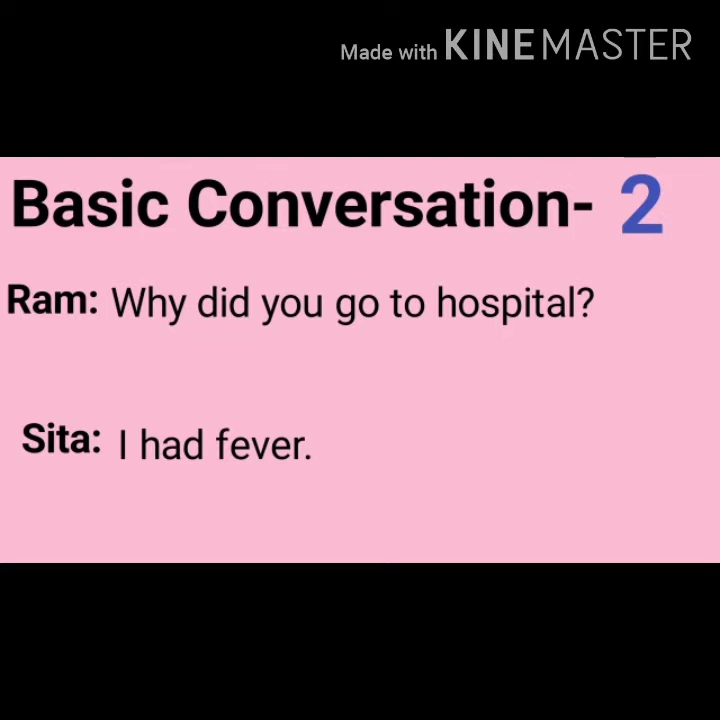 Made with KINEMASTER
Basic Conversation- 2
Ram: Why did you go to hospital?
Sita: I had fever.